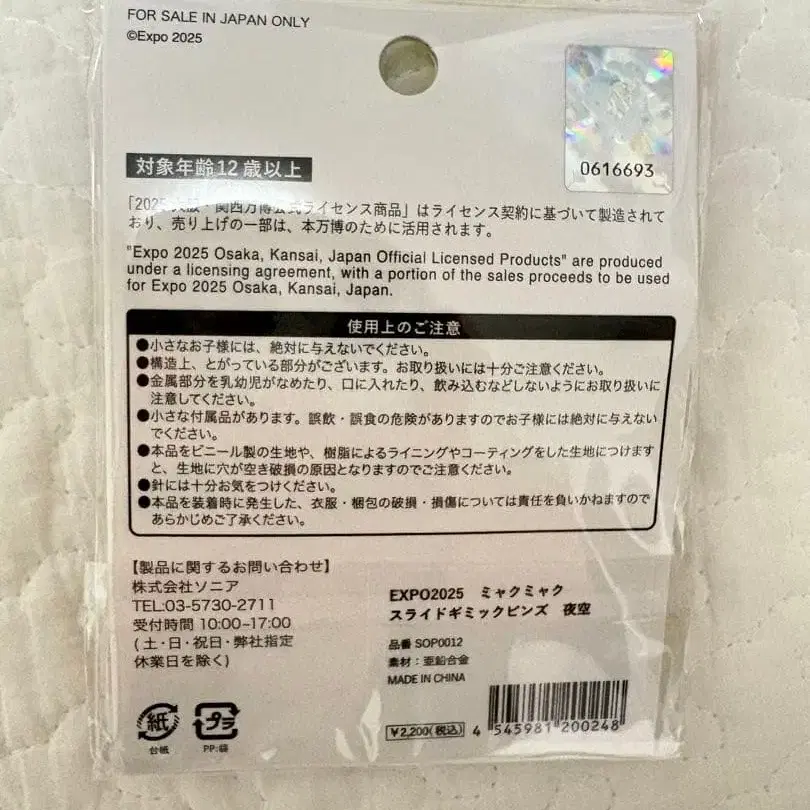 FOR SALE IN JAPAN ONLY
©Expo 2025
0616693
対象年齢12歳以上
「2025 大阪・関西万博公式ライセンス商品」はライセンス契約に基づいて製造されて
おり、売り上げの一部は、本万博のために活用されます。
"Expo 2025 Osaka, Kansai, Japan Official Licensed Products" are produced
under a licensing agreement, with a portion of the sales proceeds to be used
for Expo 2025 Osaka, Kansai, Japan.
使用上のご注意
●小さなお子様には、絶対に与えないでください。
●構造上、とがっている部分がございます。お取り扱いには十分ご注意ください。
●金属部分を乳幼児がなめたり、口に入れたり、飲み込むなどしないようにお取り扱いに
注意してください。
●小さな付属品があります。誤飲・誤食の危険がありますのでお子様には絶対に与えない
でください。
●本品をビニール製の生地や、樹脂によるライニングやコーティングをした生地につけます
と、生地に穴が空き破損の原因となりますのでご注意ください。
●針には十分お気をつけください。
●本品を装着時に発生した、衣服・梱包の破損・損傷については責任を負いかねますので
あらかじめご了承ください。
【製品に関するお問い合わせ】
株式会社ソニア
TEL:03-5730-2711
受付時間 10:00-17:00
(土・日・祝日・弊社指定
休業日を除く)
紙
台紙
プラ
PP:袋
EXPO2025 ミャクミャク
スライドギミックピンズ 夜空
品番 SOP0012
素材:亜鉛合金
MADE IN CHINA
¥2,200(税込)
4 545981 200248